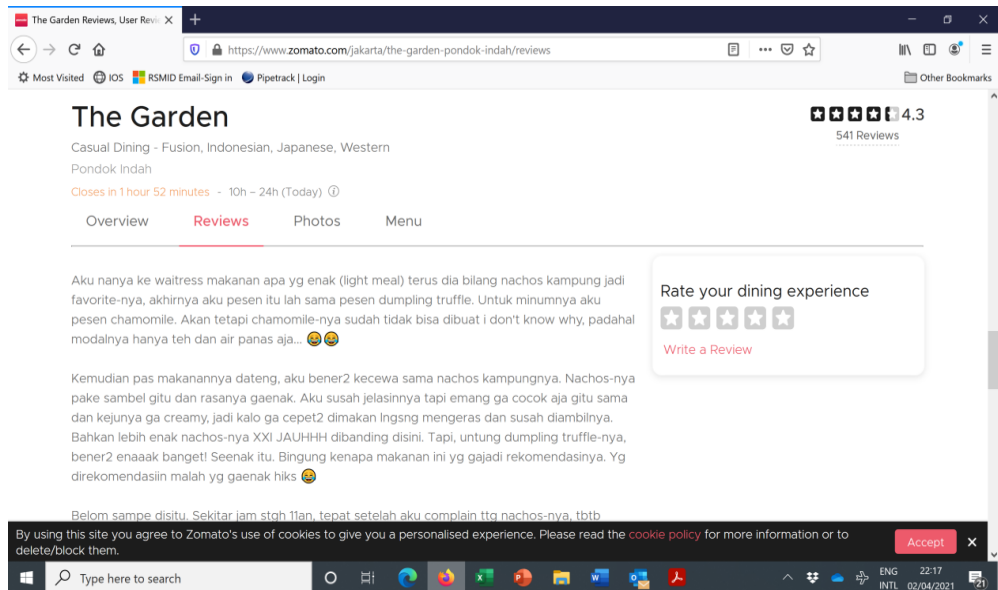 The Garden Reviews, User Revie
https://www.zomato.com/jakarta/the-garden-pondok-indah/reviews
Most Visited IOS RSMID Email-Sign in Pipetrack | Login Other Bookmarks
The Garden
4.3
541 Reviews
Casual Dining - Fusion, Indonesian, Japanese, West
Pondok Indah
Closes in 1 hour 52 minutes - 10h – 24h (Today)
Overview Reviews Photos Menu
Aku nanya ke waitress makanan apa yg enak (light meal) terus dia bilang nachos kampung jadi
favorite-nya, akhirnya aku pesen itu lah sama pesen dumpling truffle. Untuk minumnya aku
pesen chamomile. Akan tetapi chamomile-nya sudah tidak bisa dibuat i don't know why, padahal
modalnya hanya teh dan air panas aja... 😂😂
Kemudian pas makanannya dateng, aku bener2 kecewa sama nachos kampungnya. Nachos-nya
pake sambel gitu dan rasanya gaenak. Aku susah jelasinnya tapi emang ga cocok aja gitu sama
dan kejunya ga creamy, jadi kalo ga cepet2 dimakan lngsng mengeras dan susah diambilnya.
Bahkan lebih enak nachos-nya XXI JAUHHH dibanding disini. Tapi, untung dumpling truffle-nya,
bener2 enaaak banget! Seenak itu. Bingung kenapa makanan ini yg gajadi rekomendasinya. Yg
direkomendasiin malah yg gaenak hiks 😂
Belom sampe disitu. Sekitar jam stgh 11an, tepat setelah aku complain ttg nachos-nya, tbtb
Rate your dining experience
Write a Review
By using this site you agree to Zomato's use of cookies to give you a personalised experience. Please read the cookie policy for more information or to
delete/block them.
Accept
Type here to search
ENG 22:17
INTL 02/04/2021
21